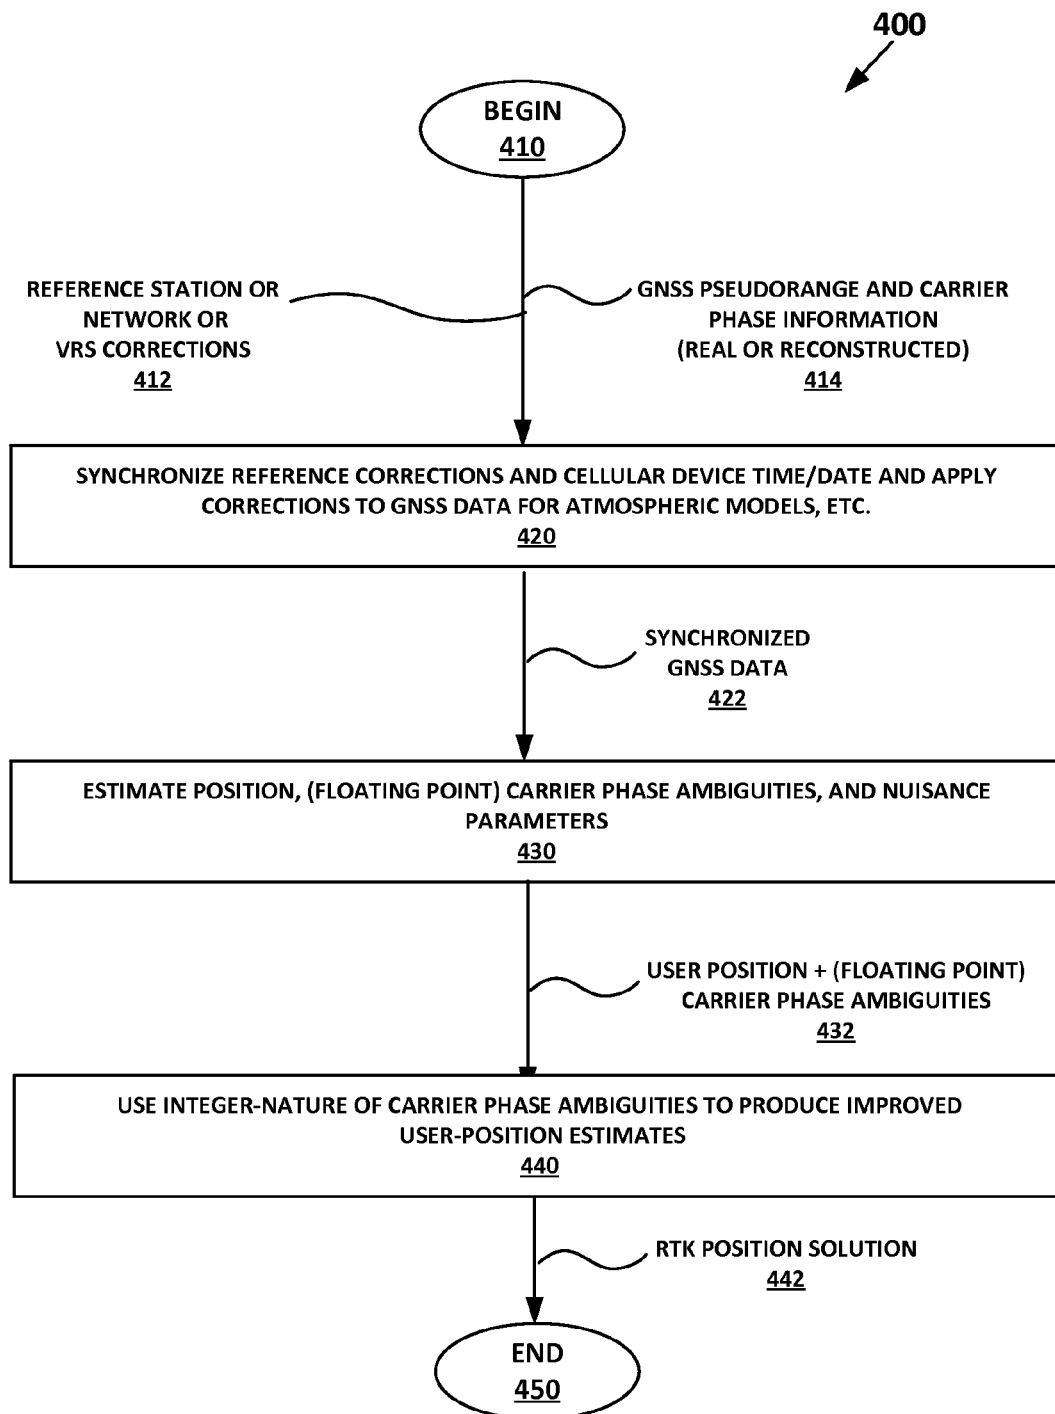 400
BEGIN
410
REFERENCE STATION OR
NETWORK OR
VRS CORRECTIONS
412
GNSS PSEUDORANGE AND CARRIER
PHASE INFORMATION
(REAL OR RECONSTRUCTED)
414
SYNCHRONIZE REFERENCE CORRECTIONS AND CELLULAR DEVICE TIME/DATE AND APPLY
CORRECTIONS TO GNSS DATA FOR ATMOSPHERIC MODELS, ETC.
420
SYNCHRONIZED
GNSS DATA
422
ESTIMATE POSITION, (FLOATING POINT) CARRIER PHASE AMBIGUITIES, AND NUISANCE
PARAMETERS
430
USER POSITION + (FLOATING POINT)
CARRIER PHASE AMBIGUITIES
432
USE INTEGER-NATURE OF CARRIER PHASE AMBIGUITIES TO PRODUCE IMPROVED
USER-POSITION ESTIMATES
440
RTK POSITION SOLUTION
442
END
450